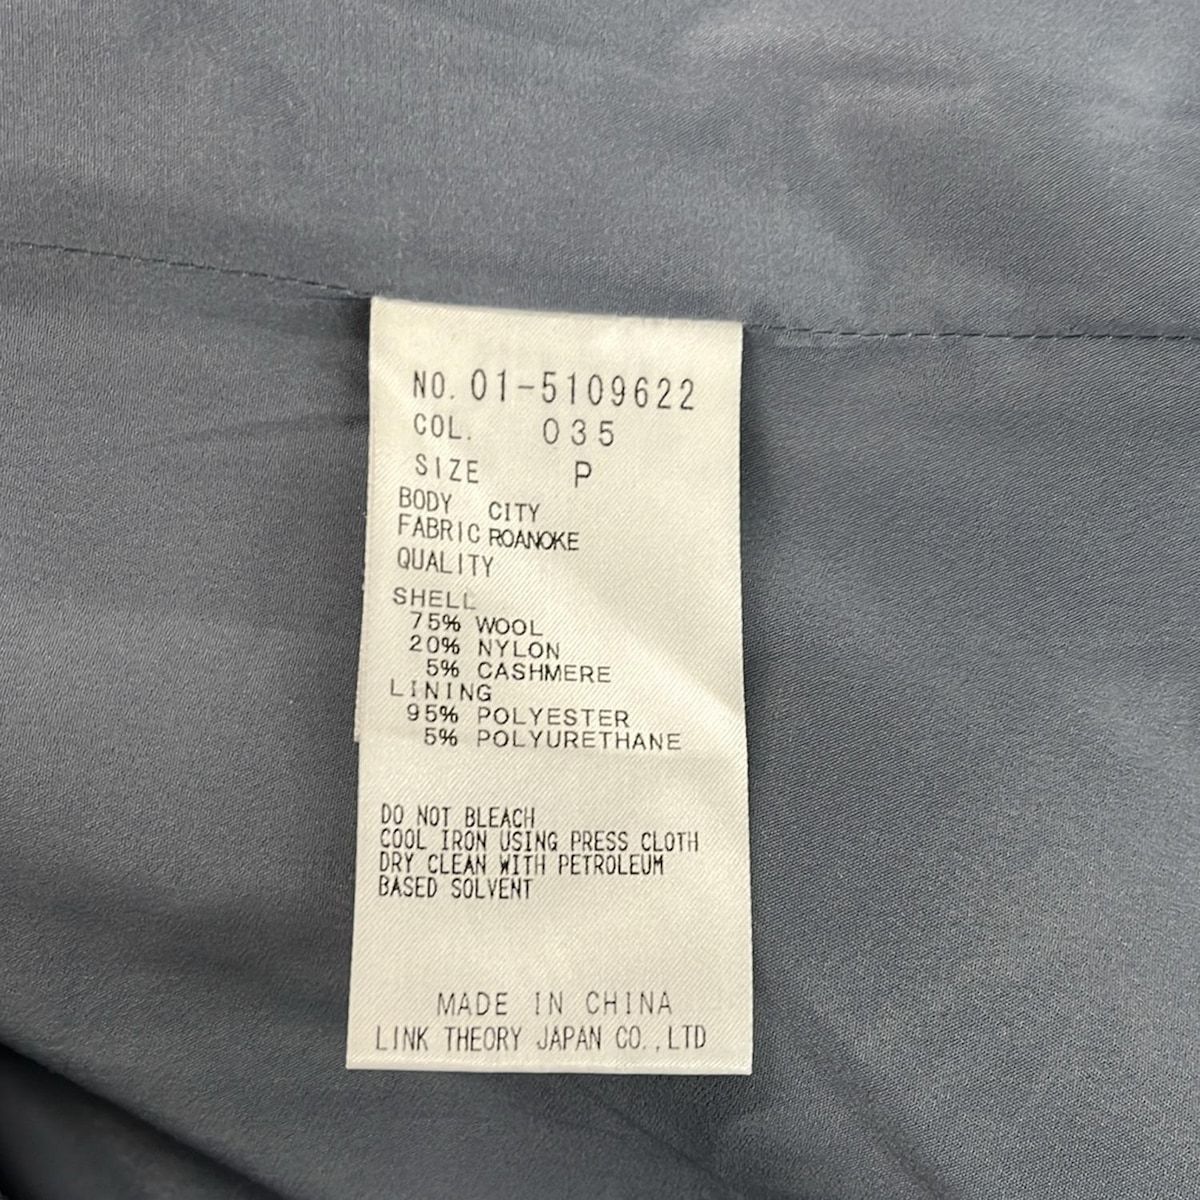 NO. 01-5109622
COL. 035
SIZE P
BODY CITY
FABRIC ROANOKE
QUALITY
SHELL
75% WOOL
20% NYLON
5% CASHMERE
LINING
95% POLYESTER
5% POLYURETHANE
DO NOT BLEACH
COOL IRON USING PRESS CLOTH
DRY CLEAN WITH PETROLEUM
BASED SOLVENT
MADE IN CHINA
LINK THEORY JAPAN CO.,LTD